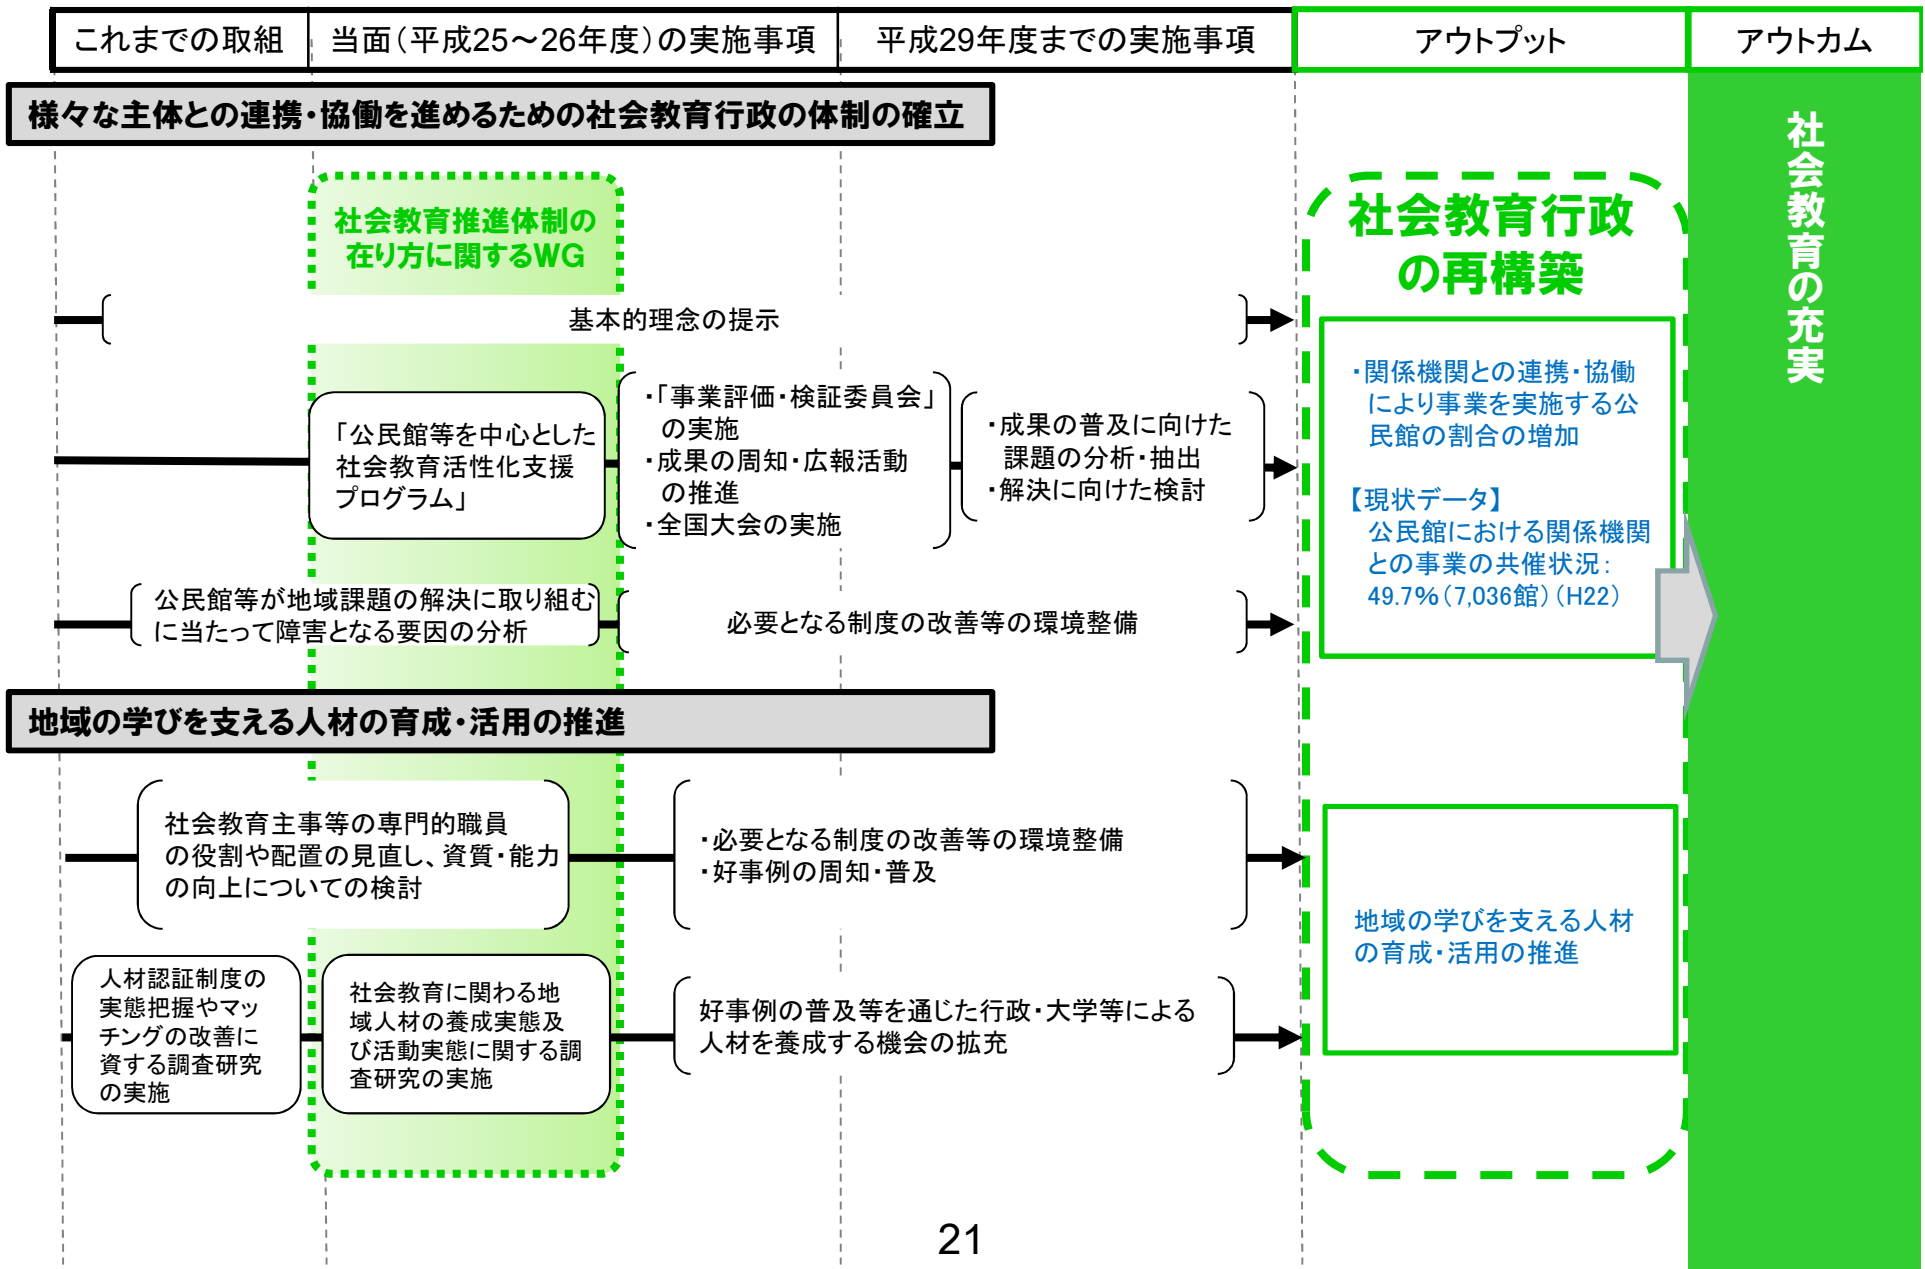 これまでの取組
当面(平成25～26年度)の実施事項
平成29年度までの実施事項
アウトプット
アウトカム
様々な主体との連携・協働を進めるための社会教育行政の体制の確立
社会教育推進体制の
在り方に関するWG
基本的理念の提示
「公民館等を中心とした
社会教育活性化支援
プログラム」
・「事業評価・検証委員会」
の実施
・成果の周知・広報活動
の推進
・全国大会の実施
・成果の普及に向けた
課題の分析・抽出
・解決に向けた検討
公民館等が地域課題の解決に取り組む
に当たって障害となる要因の分析
必要となる制度の改善等の環境整備
地域の学びを支える人材の育成・活用の推進
社会教育主事等の専門的職員
の役割や配置の見直し、資質・能力
の向上についての検討
・必要となる制度の改善等の環境整備
・好事例の周知・普及
人材認証制度の
実態把握やマッ
チングの改善に
資する調査研究
の実施
社会教育に関わる地
域人材の養成実態及
び活動実態に関する調
査研究の実施
好事例の普及等を通じた行政・大学等による
人材を養成する機会の拡充
社会教育行政
の再構築
・関係機関との連携・協働
により事業を実施する公
民館の割合の増加
【現状データ】
公民館における関係機関
との事業の共催状況：
49.7%(7,036館)(H22)
地域の学びを支える人材
の育成・活用の推進
社会教育の充実
21